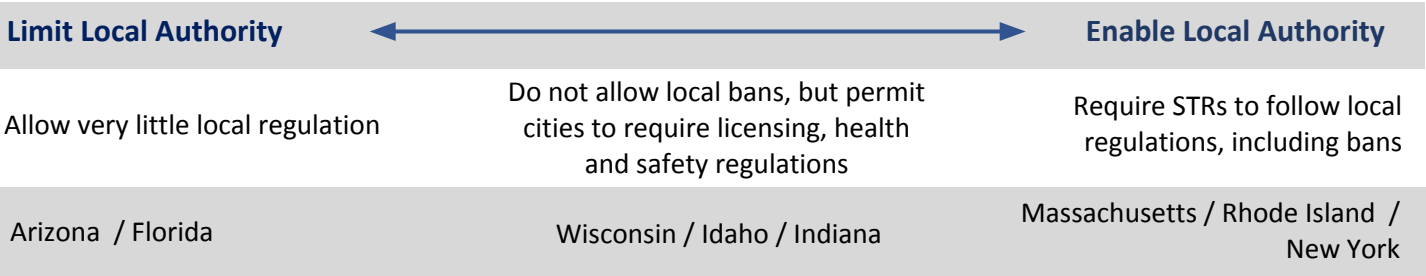 Limit Local Authority
Enable Local Authority
Allow very little local regulation
Do not allow local bans, but permit
cities to require licensing, health
and safety regulations
Require STRs to follow local
regulations, including bans
Arizona / Florida
Wisconsin / Idaho / Indiana
Massachusetts / Rhode Island /
New York